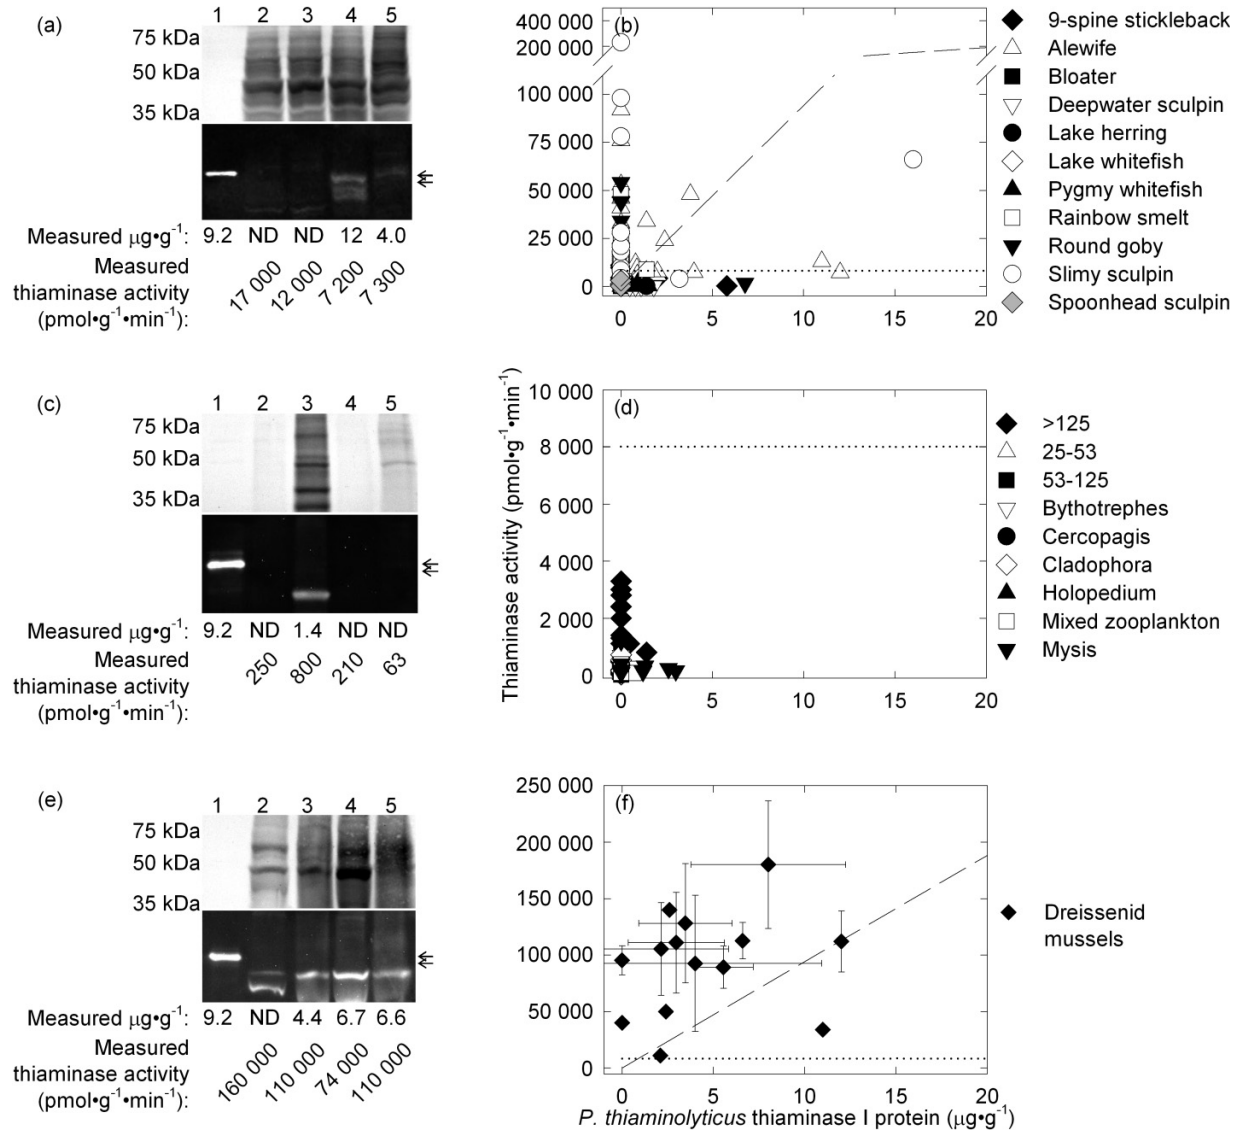 (a)
1 2 3 4 5
75 kDa
50 kDa
35 kDa
Measured μg•g⁻¹: 9.2 ND ND 12 4.0
Measured
thiaminase activity
(pmol•g⁻¹•min⁻¹):
17 000 12 000 7 200 7 300
(b)
400 000
200 000
100 000
75 000
50 000
25 000
0
0 5 10 15 20
9-spine stickleback
Alewife
Bloater
Deepwater sculpin
Lake herring
Lake whitefish
Pygmy whitefish
Rainbow smelt
Round goby
Slimy sculpin
Spoonhead sculpin
(c)
1 2 3 4 5
75 kDa
50 kDa
35 kDa
Measured μg•g⁻¹: 9.2 ND 1.4 ND ND
Measured
thiaminase activity
(pmol•g⁻¹•min⁻¹):
250 800 210 63
Thiaminase activity (pmol•g⁻¹•min⁻¹)
(d)
10 000
8 000
6 000
4 000
2 000
0
0 5 10 15 20
>125
25-53
53-125
Bythotrephes
Cercopagis
Cladophora
Holopedium
Mixed zooplankton
Mysis
(e)
1 2 3 4 5
75 kDa
50 kDa
35 kDa
Measured μg•g⁻¹: 9.2 ND 4.4 6.7 6.6
Measured
thiaminase activity
(pmol•g⁻¹•min⁻¹):
160 000 110 000 74 000 110 000
(f)
250 000
200 000
150 000
100 000
50 000
0
0 5 10 15 20
P. thiaminolyticus thiaminase I protein (μg•g⁻¹)
Dreissenid
mussels